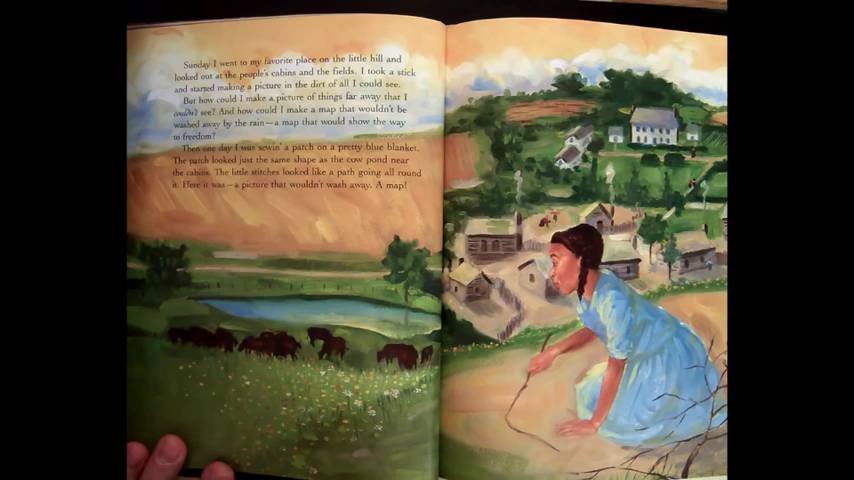 Sunday I went to my favorite place on the little hill and
looked out at the people's cabins and the fields. I took a stick
and started making a picture in the dirt of all I could see.
But how could I make a picture of things far away that I
couldn't see? And how could I make a map that wouldn't be
washed away by the rain—a map that would show the way
to freedom?
Then one day I was sewin' a patch on a pretty blue blanket.
The patch looked just the same shape as the cow pond near
the cabins. The little stitches looked like a path going all round
it. Here it was—a picture that wouldn't wash away. A map!